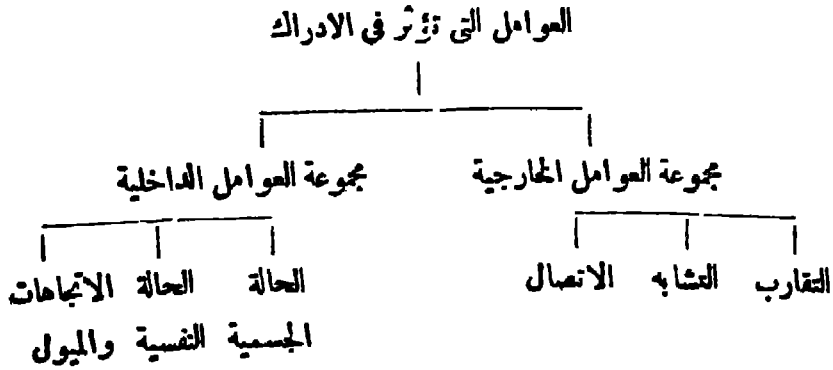 العوامل التى تؤثر في الادراك
مجموعة العوامل الخارجية
مجموعة العوامل الداخلية
التقارب
التشابه
الاتصال
الحالة
الجسمية
الحالة
النفسية
الاتجاهات
والميول